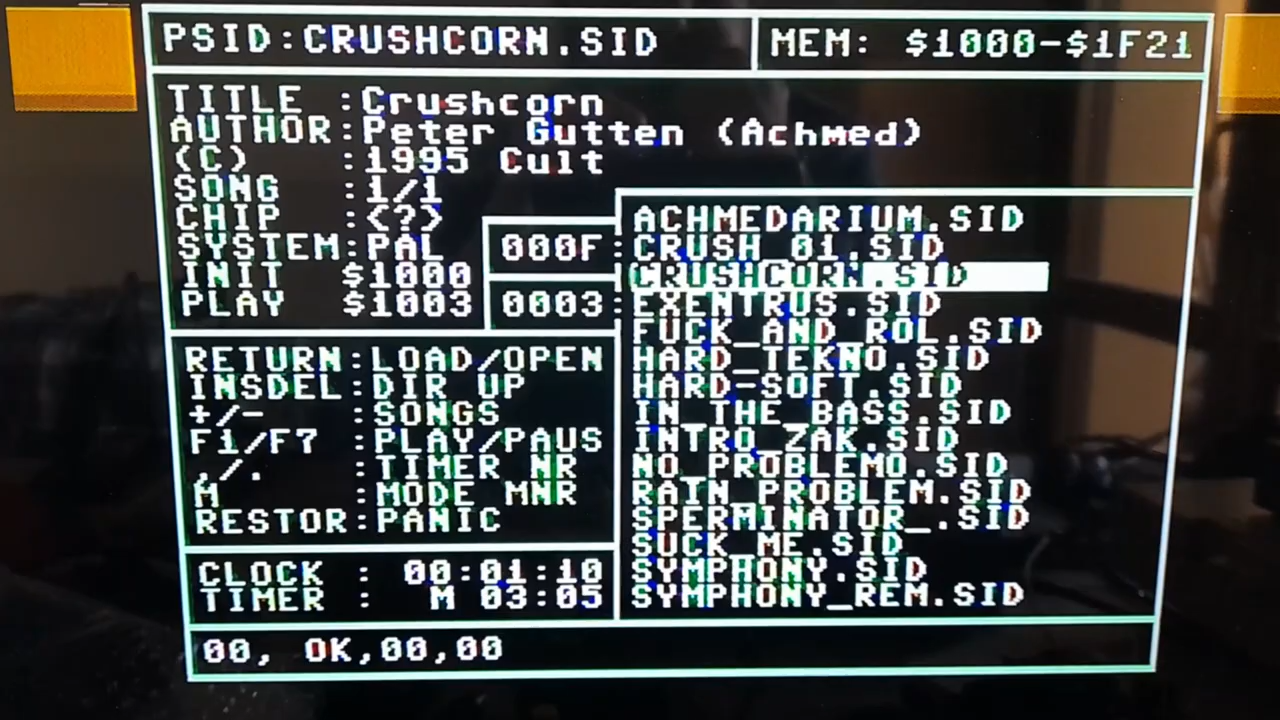 PSID:CRUSHCORN.SID
MEM: $1000-$1F21
TITLE :Crushcorn
AUTHOR:Peter Gutten (Achmed)
(C) :1995 Cult
SONG :1/1
CHIP :<?>
SYSTEM:PAL
INIT $1000
PLAY $1003
000F:
0003:
ACHMEDARIUM.SID
CRUSH_01.SID
CRUSHCORN.SID
EXENTRUS.SID
FUCK_AND_ROL.SID
HARD_TEKNO.SID
HARD-SOFT.SID
IN_THE_BASS.SID
INTRO_ZAK.SID
NO_PROBLEMO.SID
RAIN_PROBLEM.SID
SPERMINATOR_.SID
SUCK_ME.SID
SYMPHONY.SID
SYMPHONY_REM.SID
RETURN:LOAD/OPEN
INSDEL:DIR UP
+/- :SONGS
F1/F7 :PLAY/PAUS
,/. :TIMER NR
M :MODE MNR
RESTOR:PANIC
CLOCK : 00:01:10
TIMER : M 03:05
00, OK,00,00